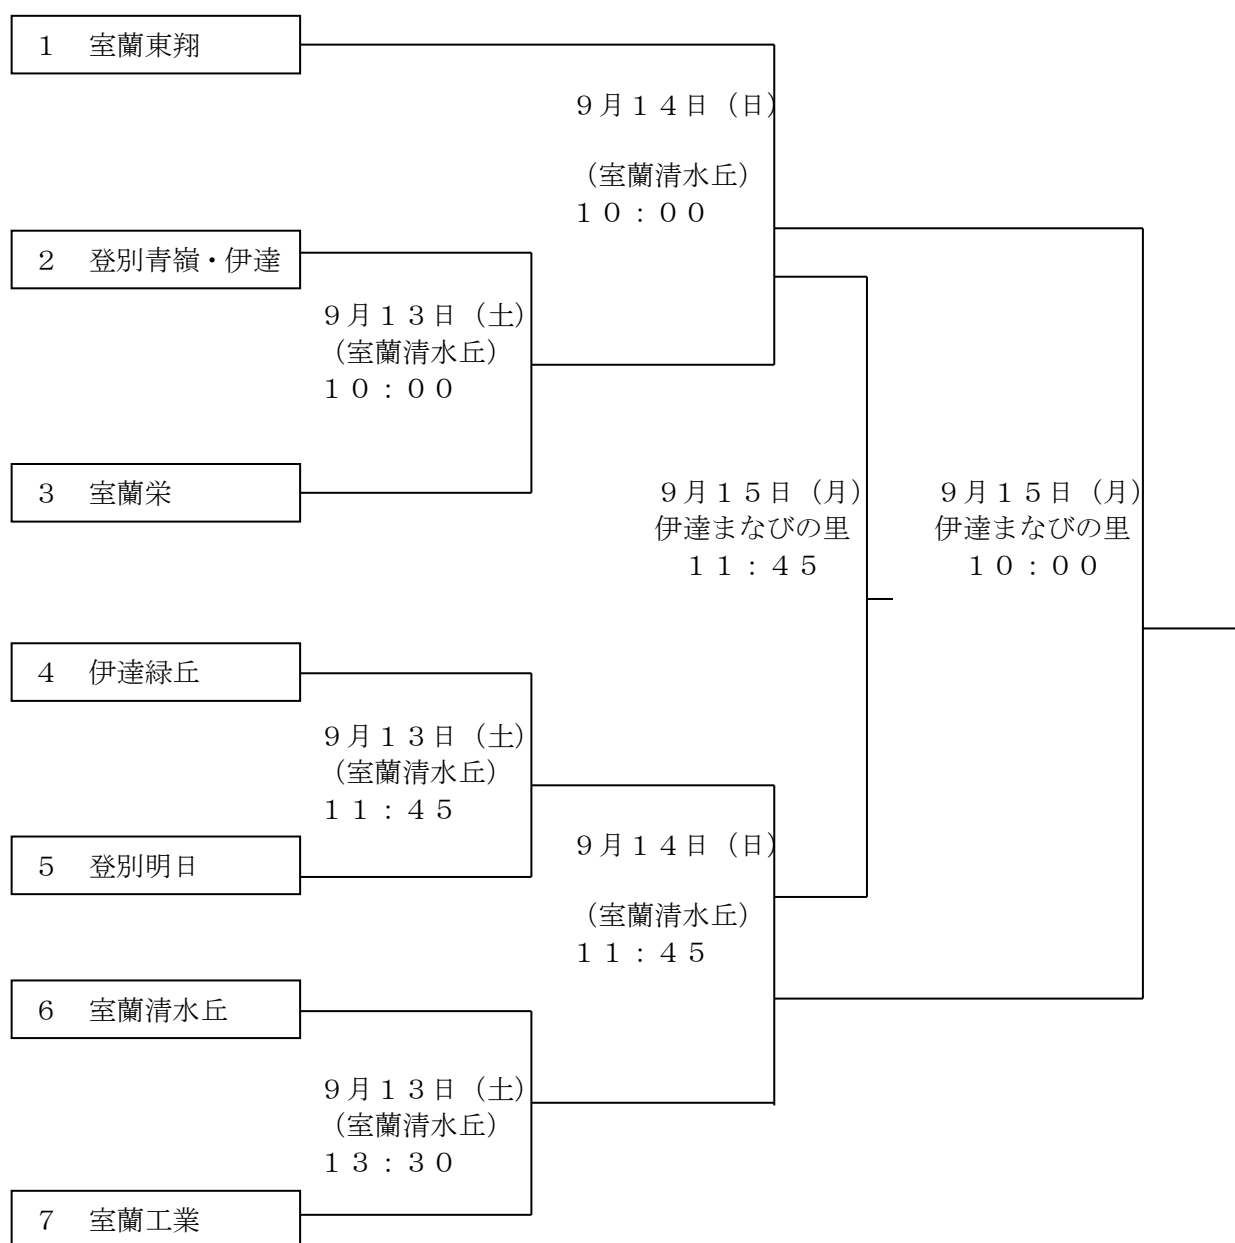 １　室蘭東翔
９月１４日（日）
（室蘭清水丘）
１０：００
２　登別青嶺・伊達
９月１３日（土）
（室蘭清水丘）
１０：００
３　室蘭栄
９月１５日（月）
伊達まなびの里
１１：４５
９月１５日（月）
伊達まなびの里
１０：００
４　伊達緑丘
９月１３日（土）
（室蘭清水丘）
１１：４５
５　登別明日
９月１４日（日）
（室蘭清水丘）
１１：４５
６　室蘭清水丘
９月１３日（土）
（室蘭清水丘）
１３：３０
７　室蘭工業